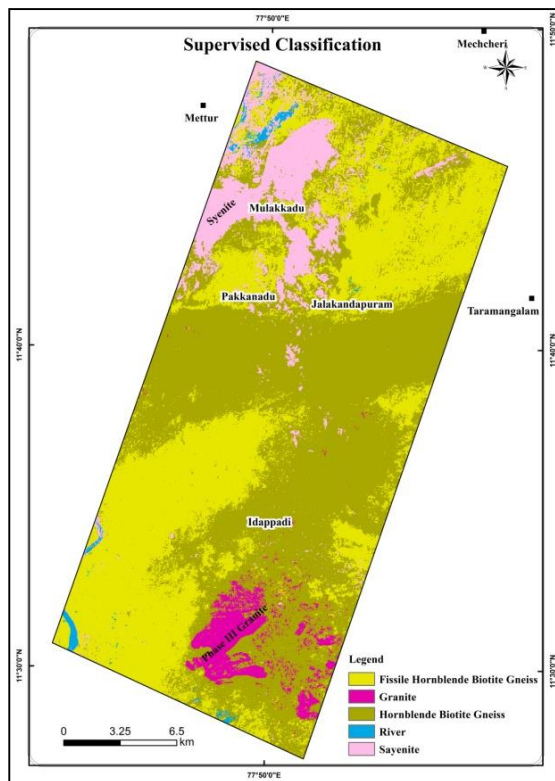 77°50'0"E
Supervised Classification
Mechcheri
11°50'0"N
Mettur
Mulakkadu
Syenite
Pakkanadu
Jalakandapuram
Taramangalam
11°40'0"N
11°40'0"N
Idappadi
Phase III Granite
11°30'0"N
11°30'0"N
Legend
Fissile Hornblende Biotite Gneiss
Granite
Hornblende Biotite Gneiss
River
Sayenite
0 3.25 6.5
km
77°50'0"E